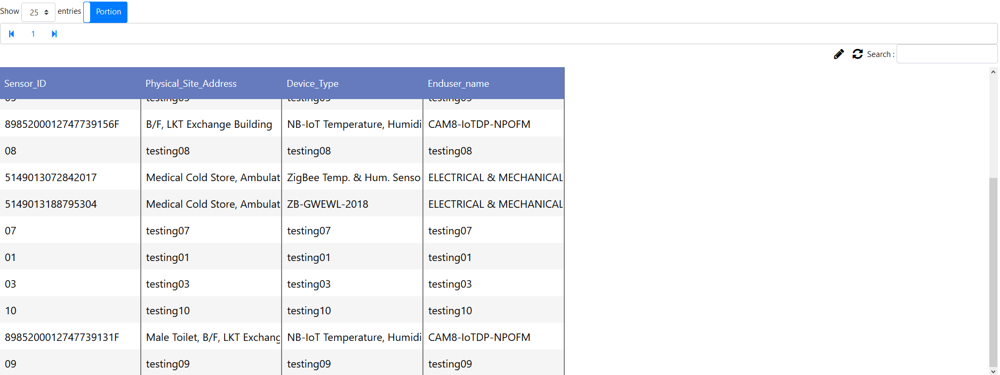 Show 25 entries Portion
1
Search :
Sensor_ID Physical_Site_Address Device_Type Enduser_name
8985200012747739156F B/F, LKT Exchange Building NB-IoT Temperature, Humidi CAM8-IoTDP-NPOFM
08 testing08 testing08 testing08
5149013072842017 Medical Cold Store, Ambulat ZigBee Temp. & Hum. Senso ELECTRICAL & MECHANICAL
5149013188795304 Medical Cold Store, Ambulat ZB-GWEWL-2018 ELECTRICAL & MECHANICAL
07 testing07 testing07 testing07
01 testing01 testing01 testing01
03 testing03 testing03 testing03
10 testing10 testing10 testing10
8985200012747739131F Male Toilet, B/F, LKT Exchang NB-IoT Temperature, Humidi CAM8-IoTDP-NPOFM
09 testing09 testing09 testing09